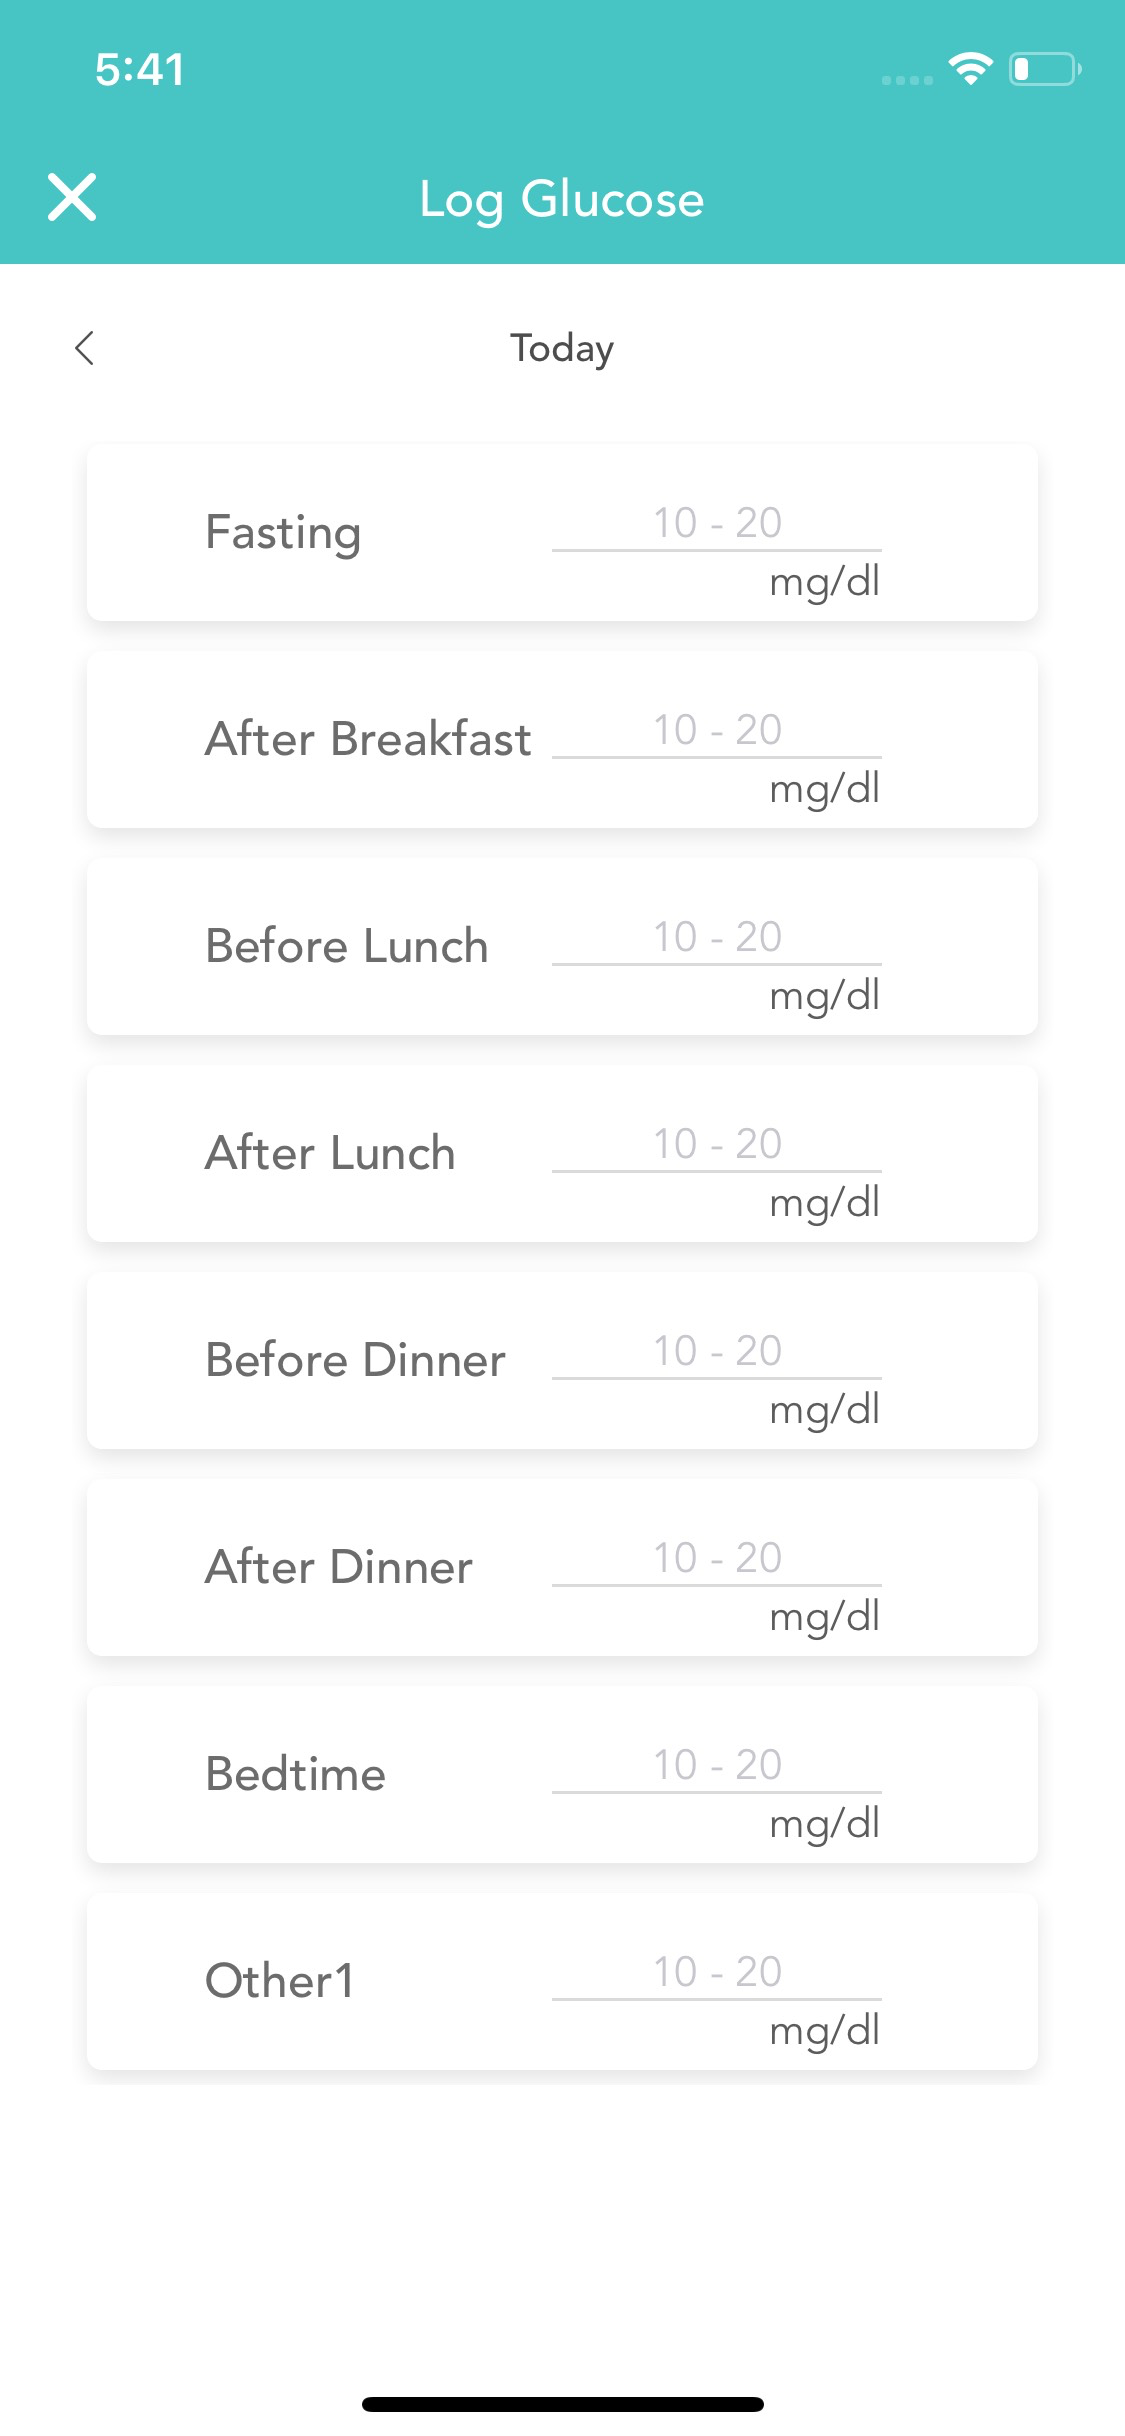 5:41
Log Glucose
Today
Fasting
10 - 20
mg/dl
After Breakfast
10 - 20
mg/dl
Before Lunch
10 - 20
mg/dl
After Lunch
10 - 20
mg/dl
Before Dinner
10 - 20
mg/dl
After Dinner
10 - 20
mg/dl
Bedtime
10 - 20
mg/dl
Other1
10 - 20
mg/dl